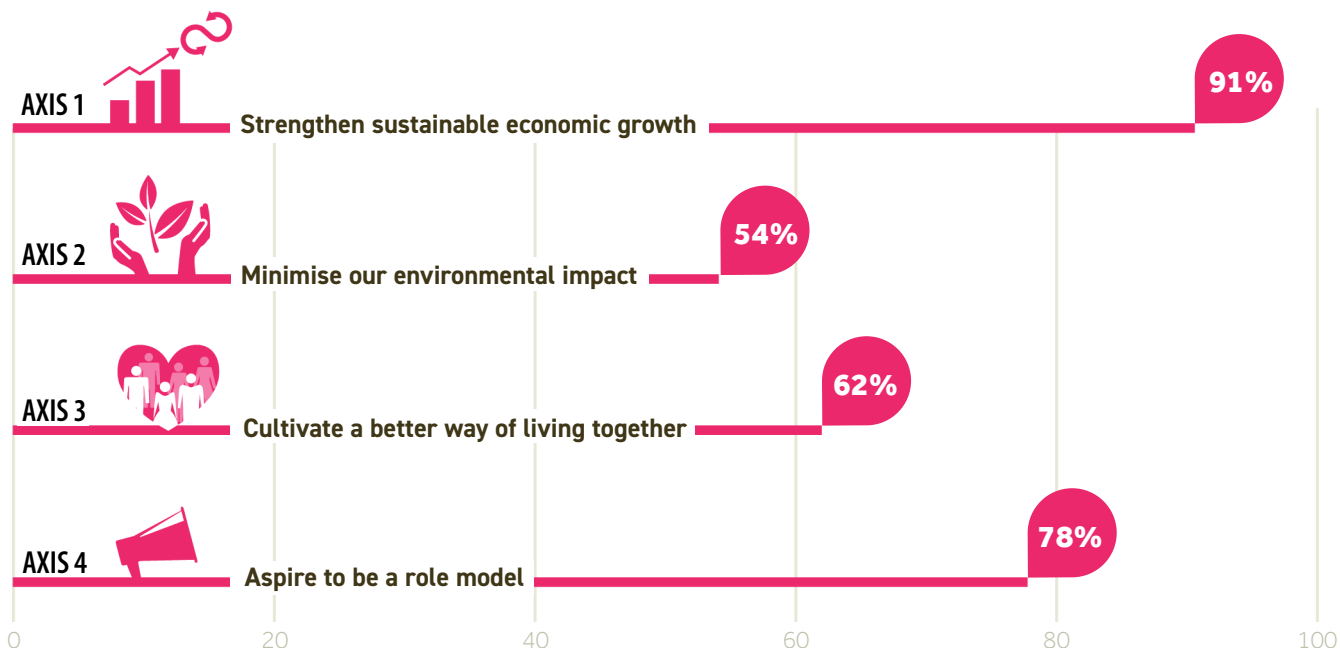 91%
AXIS 1
Strengthen sustainable economic growth
54%
AXIS 2
Minimise our environmental impact
62%
AXIS 3
Cultivate a better way of living together
78%
AXIS 4
Aspire to be a role model
0 20 40 60 80 100